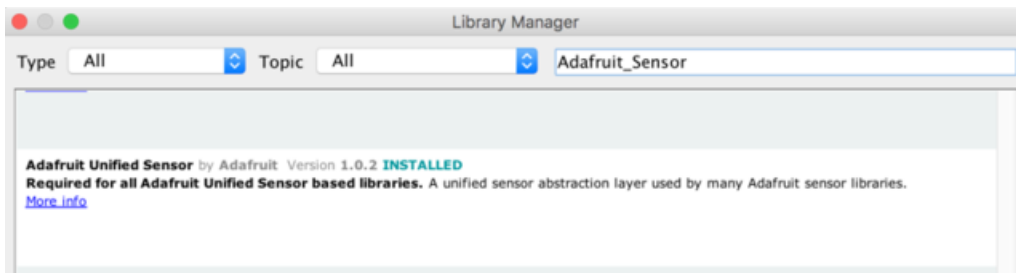 Library Manager
Type All Topic All Adafruit_Sensor
Adafruit Unified Sensor by Adafruit Version 1.0.2 INSTALLED
Required for all Adafruit Unified Sensor based libraries. A unified sensor abstraction layer used by many Adafruit sensor libraries.
More info